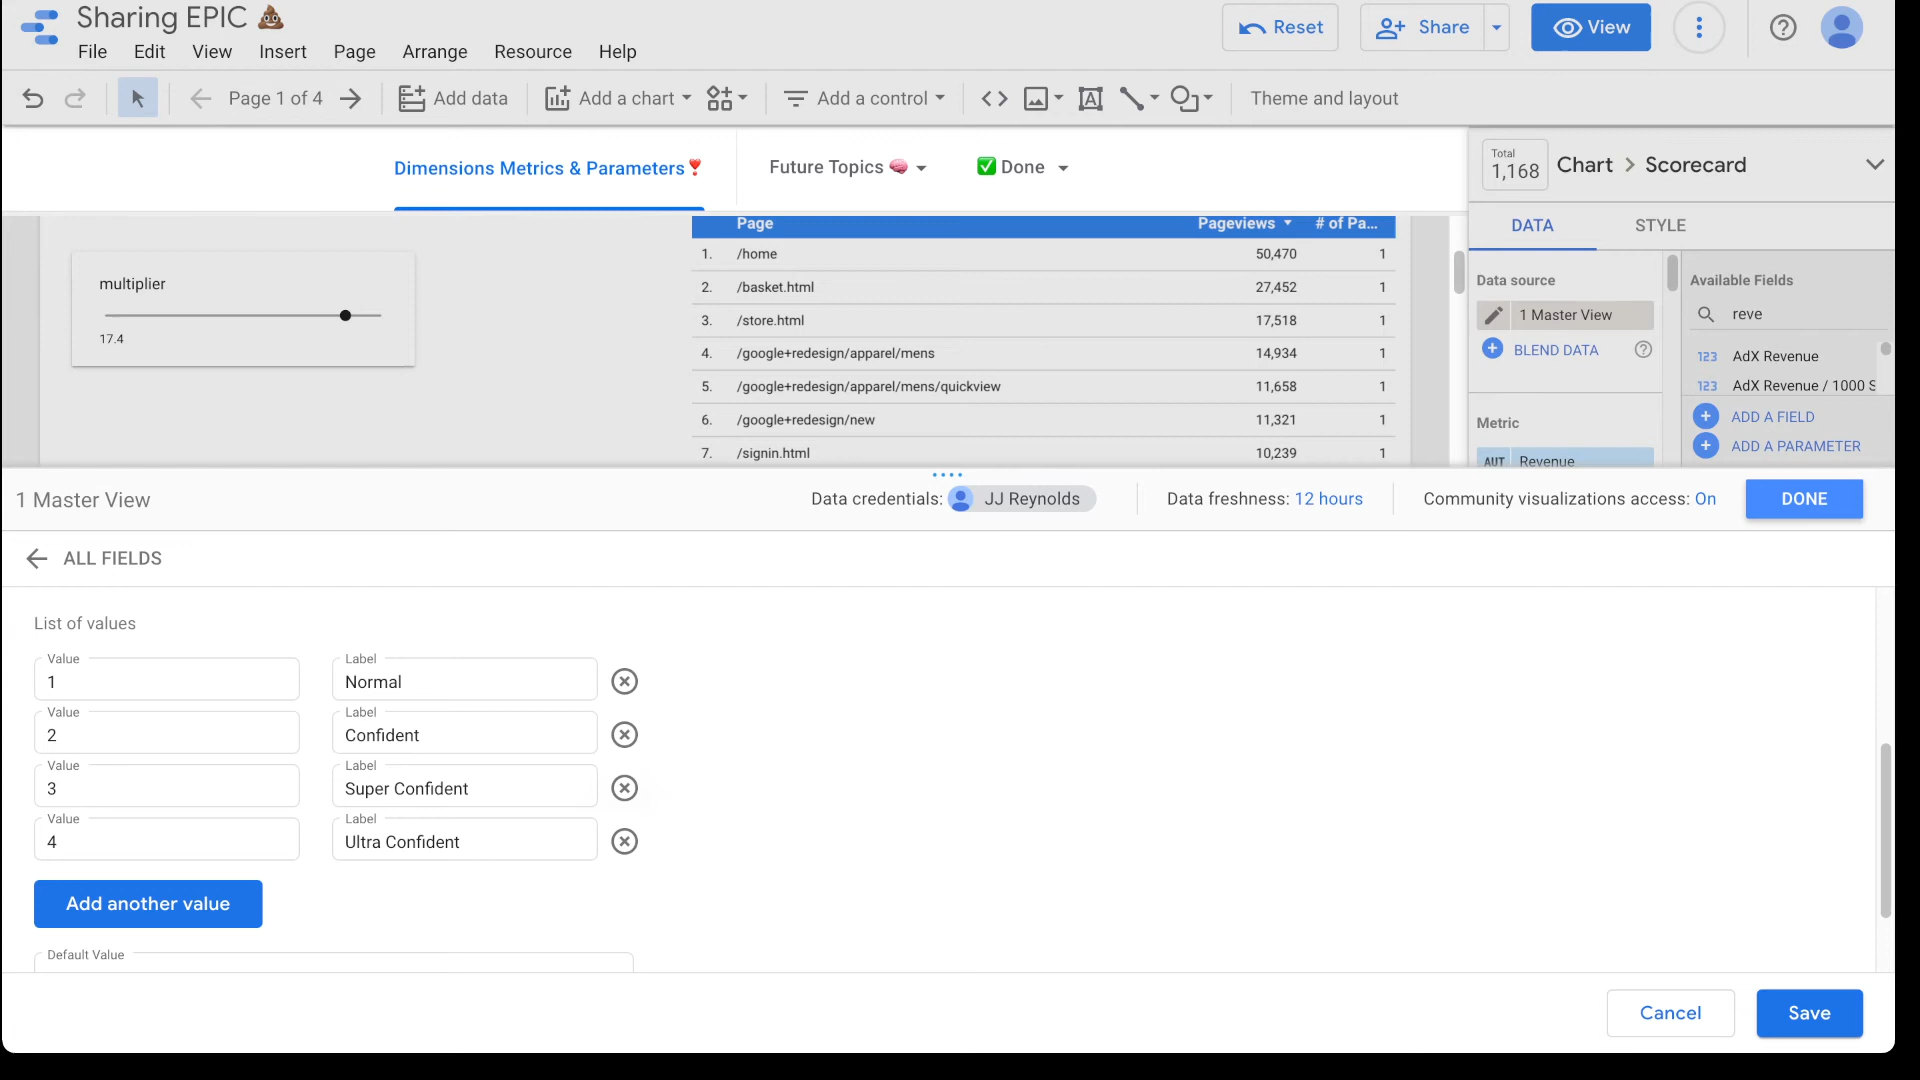 Sharing EPIC 💩
File Edit View Insert Page Arrange Resource Help
Reset
Share
View
Page 1 of 4
Add data
Add a chart
Add a control
Theme and layout
Dimensions Metrics & Parameters❣
Future Topics 🧠
✅ Done
Total
1,168
Chart > Scorecard
DATA STYLE
Page Pageviews # of Pa...
1. /home 50,470 1
2. /basket.html 27,452 1
3. /store.html 17,518 1
4. /google+redesign/apparel/mens 14,934 1
5. /google+redesign/apparel/mens/quickview 11,658 1
6. /google+redesign/new 11,321 1
7. /signin.html 10,239 1
multiplier
17.4
Data source
1 Master View
BLEND DATA
Metric
AUT Revenue
Available Fields
reve
123 AdX Revenue
123 AdX Revenue / 1000 S
ADD A FIELD
ADD A PARAMETER
1 Master View
Data credentials: JJ Reynolds
Data freshness: 12 hours
Community visualizations access: On
DONE
ALL FIELDS
List of values
Value Label
1 Normal
Value Label
2 Confident
Value Label
3 Super Confident
Value Label
4 Ultra Confident
Add another value
Default Value
Cancel
Save